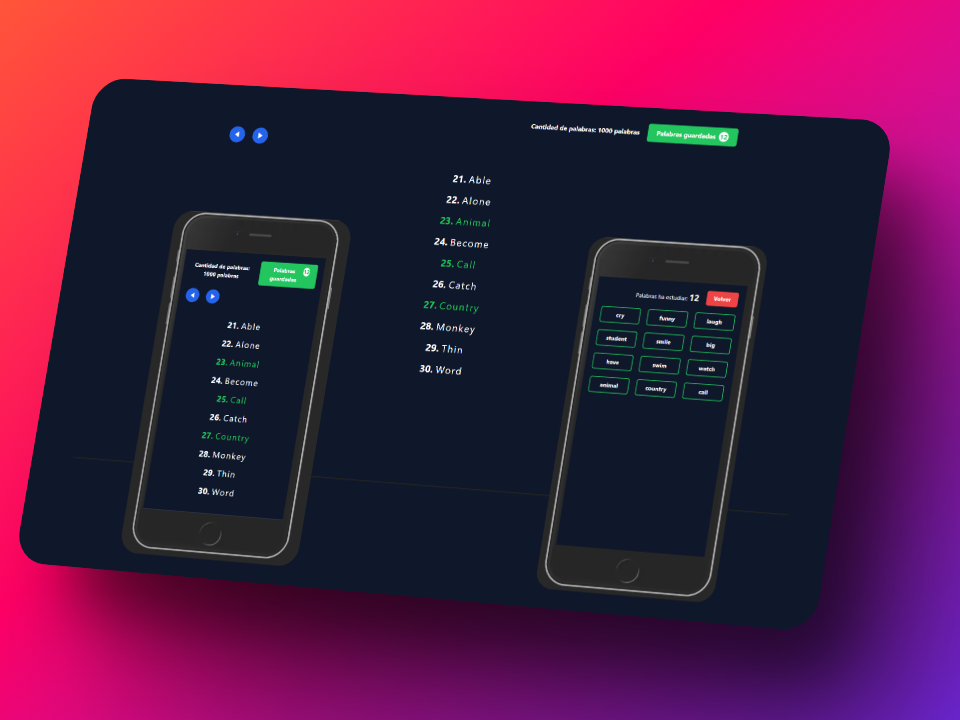 Cantidad de palabras: 1000 palabras
Palabras guardadas 12
21. Able
22. Alone
23. Animal
24. Become
25. Call
26. Catch
27. Country
28. Monkey
29. Thin
30. Word
Cantidad de palabras:
1000 palabras
Palabras
guardadas
12
21. Able
22. Alone
23. Animal
24. Become
25. Call
26. Catch
27. Country
28. Monkey
29. Thin
30. Word
Palabras ha estudiar: 12
Volver
cry funny laugh
student smile big
have swim watch
animal country call